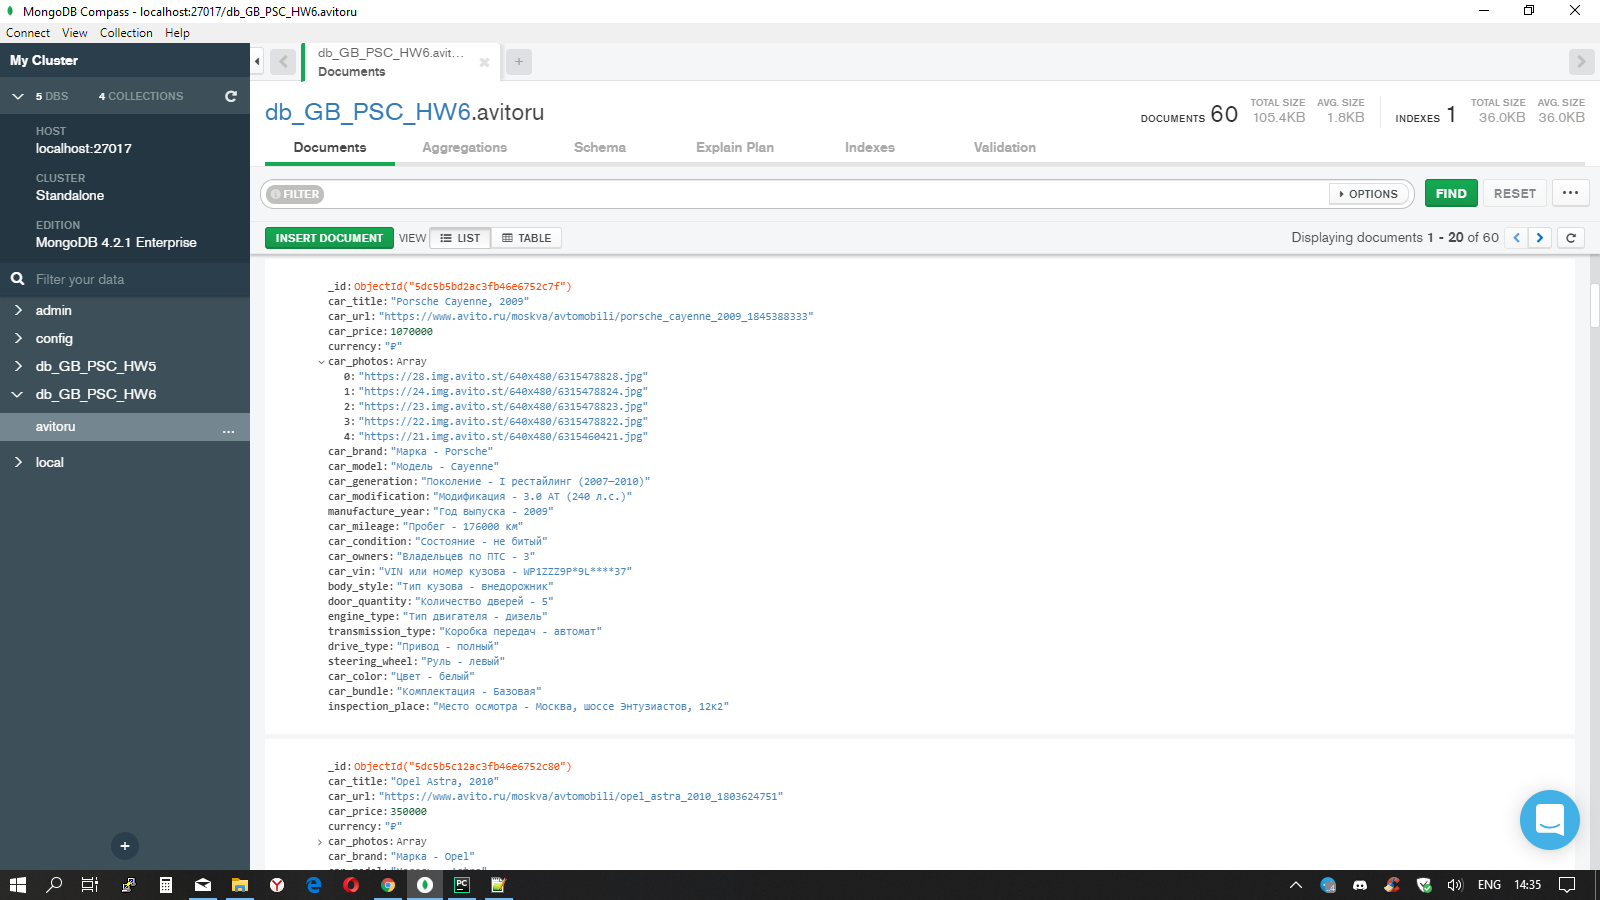 MongoDB Compass - localhost:27017/db_GB_PSC_HW6.avitoru
Connect View Collection Help
My Cluster
5 DBS 4 COLLECTIONS
HOST
localhost:27017
CLUSTER
Standalone
EDITION
MongoDB 4.2.1 Enterprise
Filter your data
admin
config
db_GB_PSC_HW5
db_GB_PSC_HW6
avitoru ...
local
+
db_GB_PSC_HW6.avit...
Documents
+
db_GB_PSC_HW6.avitoru
DOCUMENTS 60 TOTAL SIZE 105.4KB AVG. SIZE 1.8KB INDEXES 1 TOTAL SIZE 36.0KB AVG. SIZE 36.0KB
Documents Aggregations Schema Explain Plan Indexes Validation
FILTER OPTIONS FIND RESET ...
INSERT DOCUMENT VIEW LIST TABLE Displaying documents 1 - 20 of 60
_id: ObjectId("5dc5b5bd2ac3fb46e6752c7f")
car_title: "Porsche Cayenne, 2009"
car_url: "https://www.avito.ru/moskva/avtomobili/porsche_cayenne_2009_1845388333"
car_price: 1070000
currency: "₽"
car_photos: Array
0: "https://28.img.avito.st/640x480/6315478828.jpg"
1: "https://24.img.avito.st/640x480/6315478824.jpg"
2: "https://23.img.avito.st/640x480/6315478823.jpg"
3: "https://22.img.avito.st/640x480/6315478822.jpg"
4: "https://21.img.avito.st/640x480/6315460421.jpg"
car_brand: "Марка - Porsche"
car_model: "Модель - Cayenne"
car_generation: "Поколение - I рестайлинг (2007—2010)"
car_modification: "Модификация - 3.0 AT (240 л.с.)"
manufacture_year: "Год выпуска - 2009"
car_mileage: "Пробег - 176000 км"
car_condition: "Состояние - не битый"
car_owners: "Владельцев по ПТС - 3"
car_vin: "VIN или номер кузова - WP1ZZZ9P*9L****37"
body_style: "Тип кузова - внедорожник"
door_quantity: "Количество дверей - 5"
engine_type: "Тип двигателя - дизель"
transmission_type: "Коробка передач - автомат"
drive_type: "Привод - полный"
steering_wheel: "Руль - левый"
car_color: "Цвет - белый"
car_bundle: "Комплектация - Базовая"
inspection_place: "Место осмотра - Москва, шоссе Энтузиастов, 12к2"
_id: ObjectId("5dc5b5c12ac3fb46e6752c80")
car_title: "Opel Astra, 2010"
car_url: "https://www.avito.ru/moskva/avtomobili/opel_astra_2010_1803624751"
car_price: 350000
currency: "₽"
car_photos: Array
car_brand: "Марка - Opel"
ENG 14:35